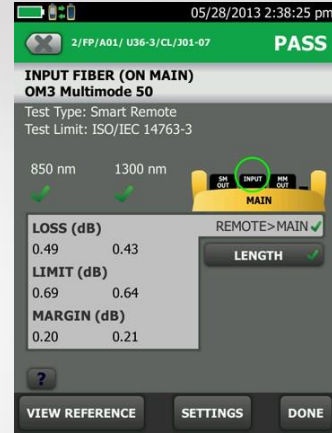 05/28/2013 2:38:25 pm
2/FP/A01/ U36-3/CL/J01-07
PASS
INPUT FIBER (ON MAIN)
OM3 Multimode 50
Test Type: Smart Remote
Test Limit: ISO/IEC 14763-3
850 nm 1300 nm
SM OUT INPUT MM OUT
MAIN
LOSS (dB)
REMOTE>MAIN
0.49 0.43
LENGTH
LIMIT (dB)
0.69 0.64
MARGIN (dB)
0.20 0.21
?
VIEW REFERENCE SETTINGS DONE